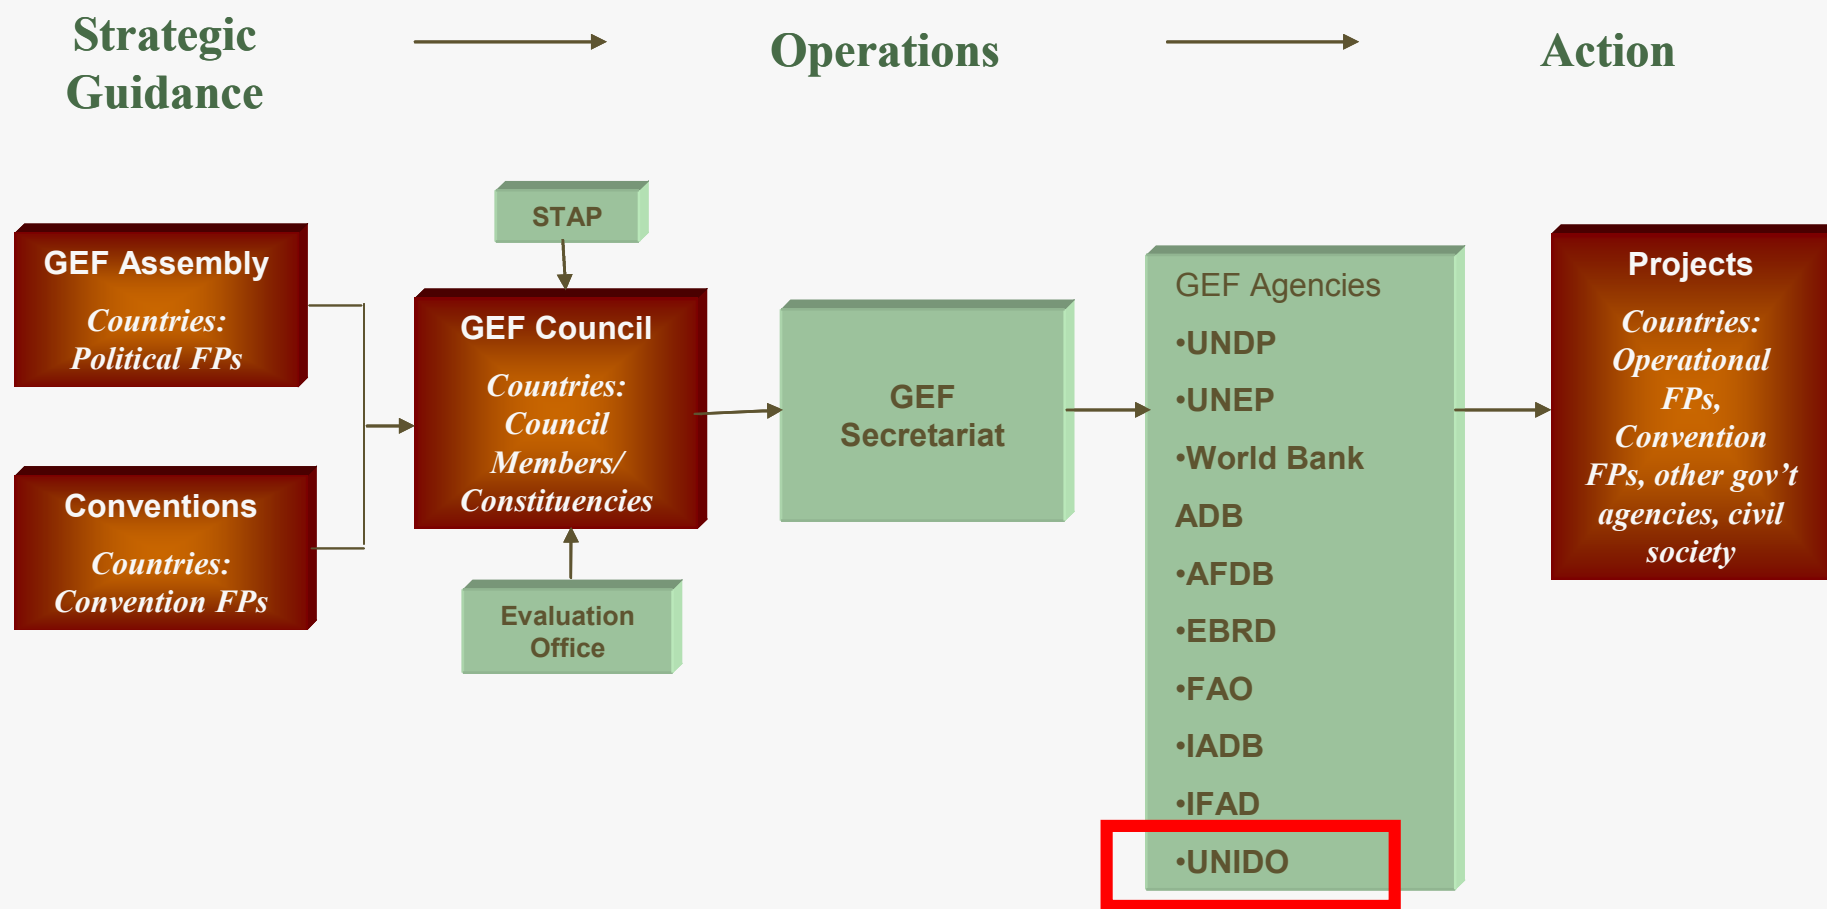 Strategic
Guidance
Operations
Action
GEF Assembly
Countries:
Political FPs
Conventions
Countries:
Convention FPs
STAP
GEF Council
Countries:
Council
Members/
Constituencies
Evaluation
Office
GEF
Secretariat
GEF Agencies
•UNDP
•UNEP
•World Bank
ADB
•AFDB
•EBRD
•FAO
•IADB
•IFAD
•UNIDO
Projects
Countries:
Operational
FPs,
Convention
FPs, other gov’t
agencies, civil
society